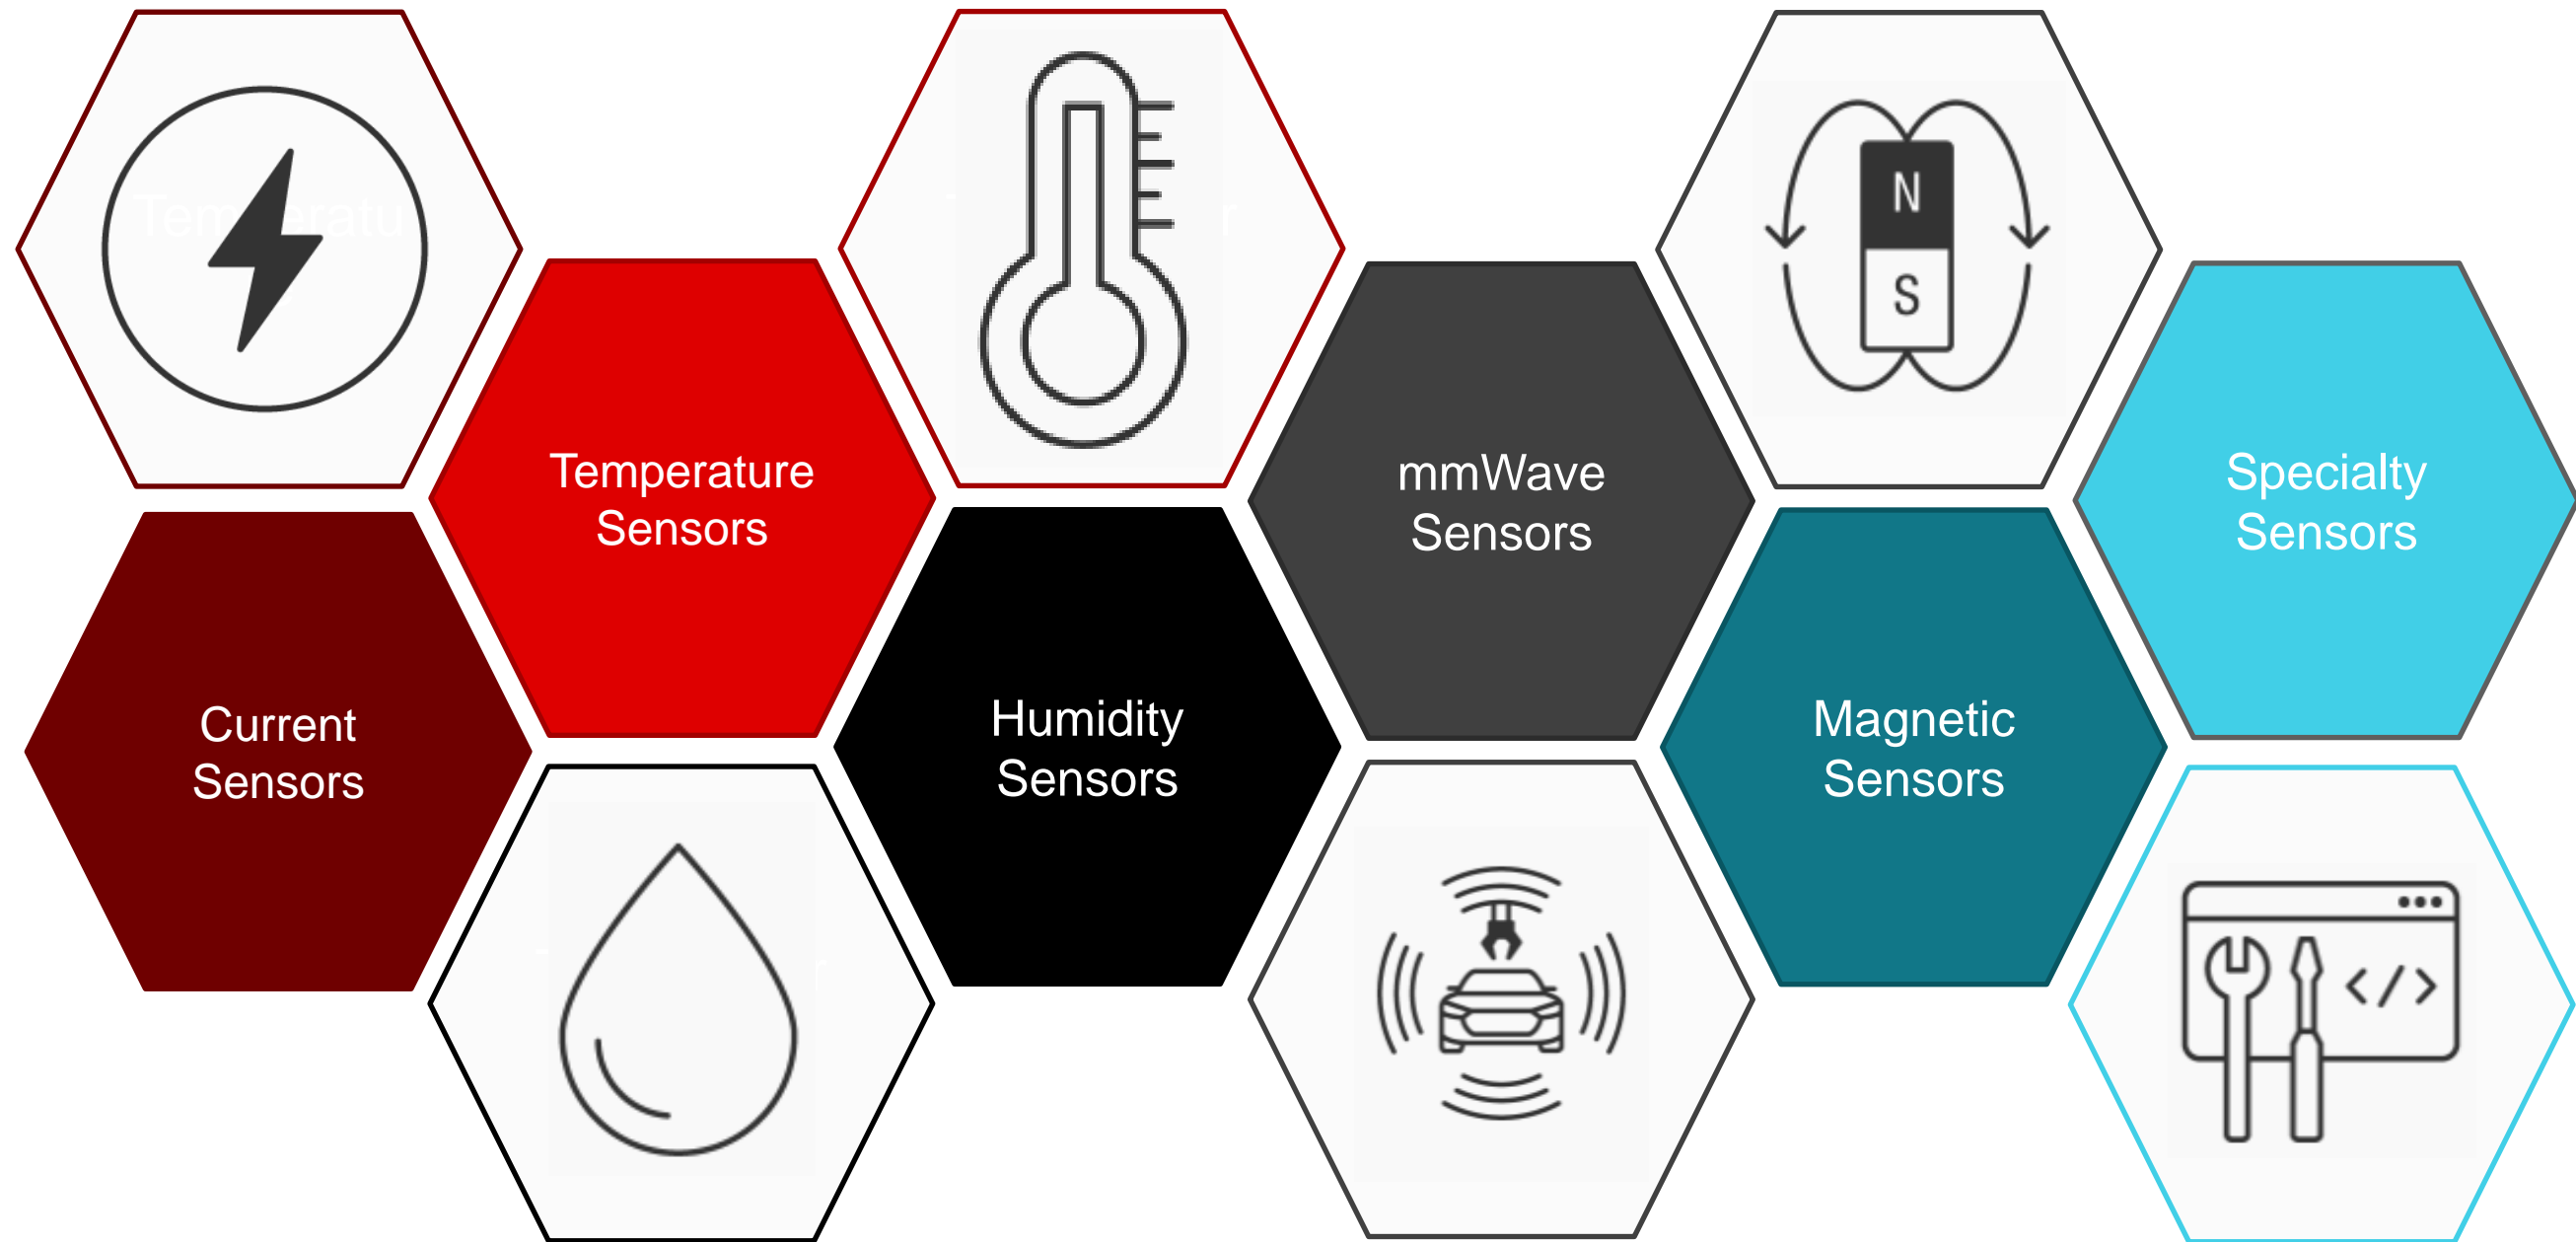 N
S
Temperature
Sensors
mmWave
Sensors
Specialty
Sensors
Current
Sensors
Humidity
Sensors
Magnetic
Sensors
</>